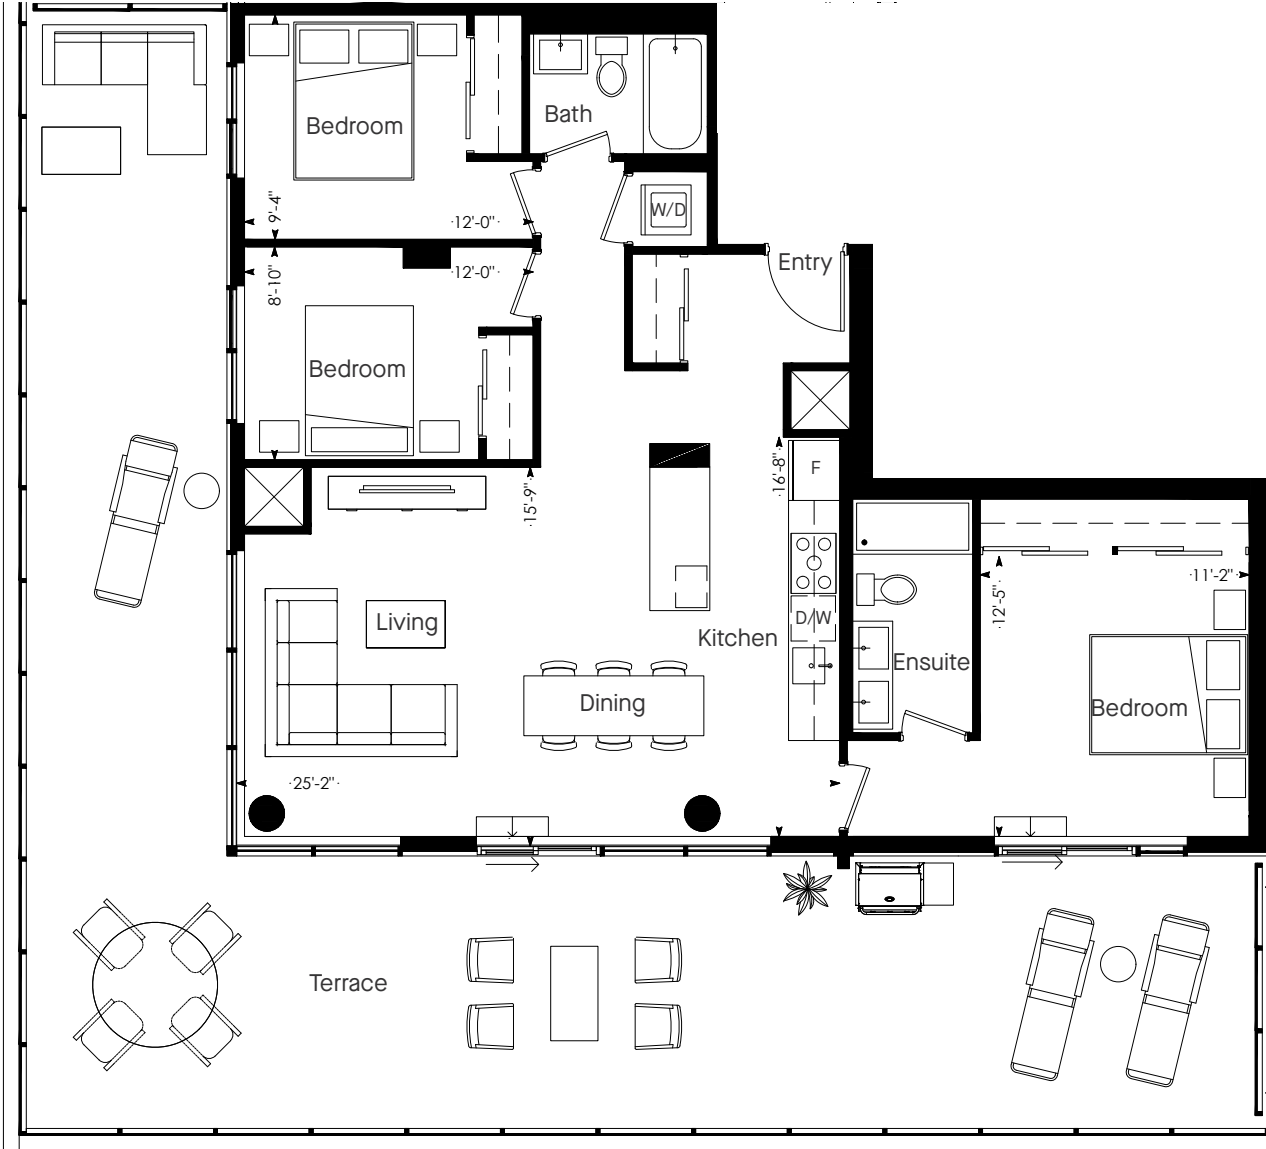 Bedroom
Bath
9'-4"
12'-0"
W/D
8'-10"
12'-0"
Entry
Bedroom
16'-8"
F
15'-9"
11'-2"
12'-5"
Living
D/W
Kitchen
Ensuite
Dining
Bedroom
25'-2"
Terrace